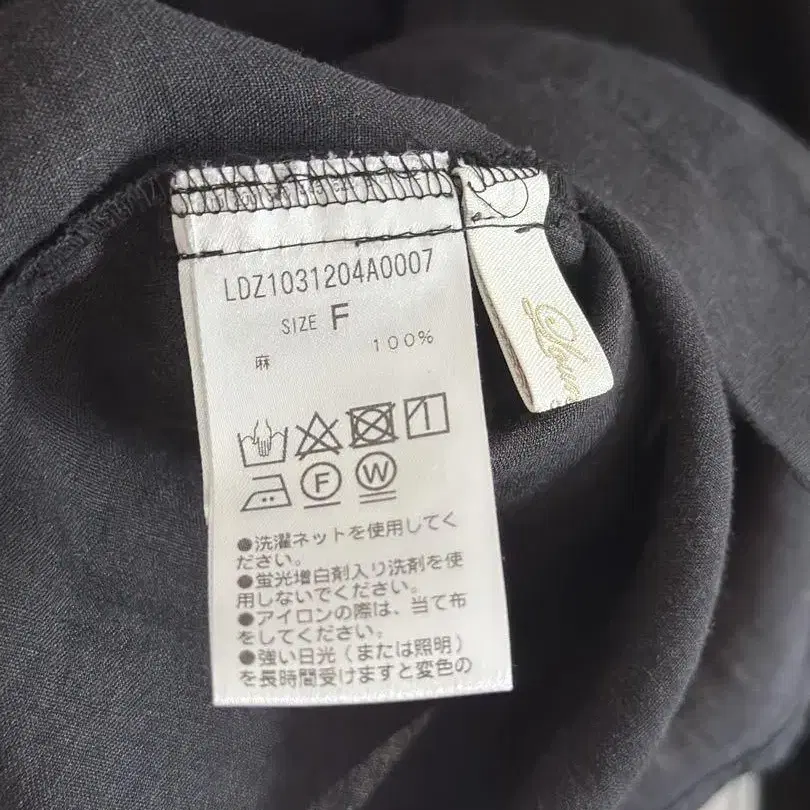 LDZ1031204A0007
SIZE F
麻 100%
F W
●洗濯ネットを使用してく
ださい。
●蛍光増白剤入り洗剤を使
用しないでください。
●アイロンの際は、当て布
をしてください。
●強い日光（または照明）
を長時間受けますと変色の